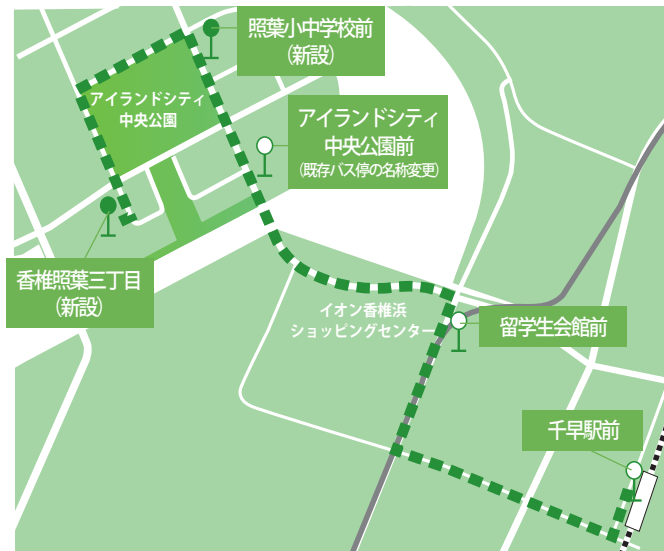 照葉小中学校前
（新設）
アイランドシティ
中央公園
アイランドシティ
中央公園前
（既存バス停の名称変更）
香椎照葉三丁目
（新設）
イオン香椎浜
ショッピングセンター
留学生会館前
千早駅前